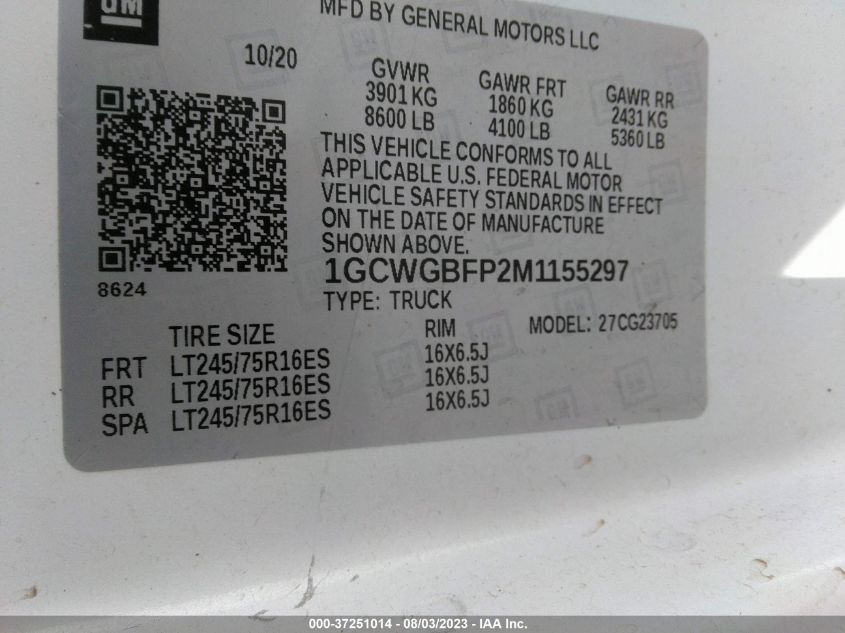 GM
MFD BY GENERAL MOTORS LLC
10/20
GVWR
3901 KG
8600 LB
GAWR FRT
1860 KG
4100 LB
GAWR RR
2431 KG
5360 LB
THIS VEHICLE CONFORMS TO ALL
APPLICABLE U.S. FEDERAL MOTOR
VEHICLE SAFETY STANDARDS IN EFFECT
ON THE DATE OF MANUFACTURE
SHOWN ABOVE.
8624
1GCWGBFP2M1155297
TYPE: TRUCK
MODEL: 27CG23705
TIRE SIZE RIM
FRT LT245/75R16ES 16X6.5J
RR LT245/75R16ES 16X6.5J
SPA LT245/75R16ES 16X6.5J
000-37251014 - 08/03/2023 - IAA Inc.